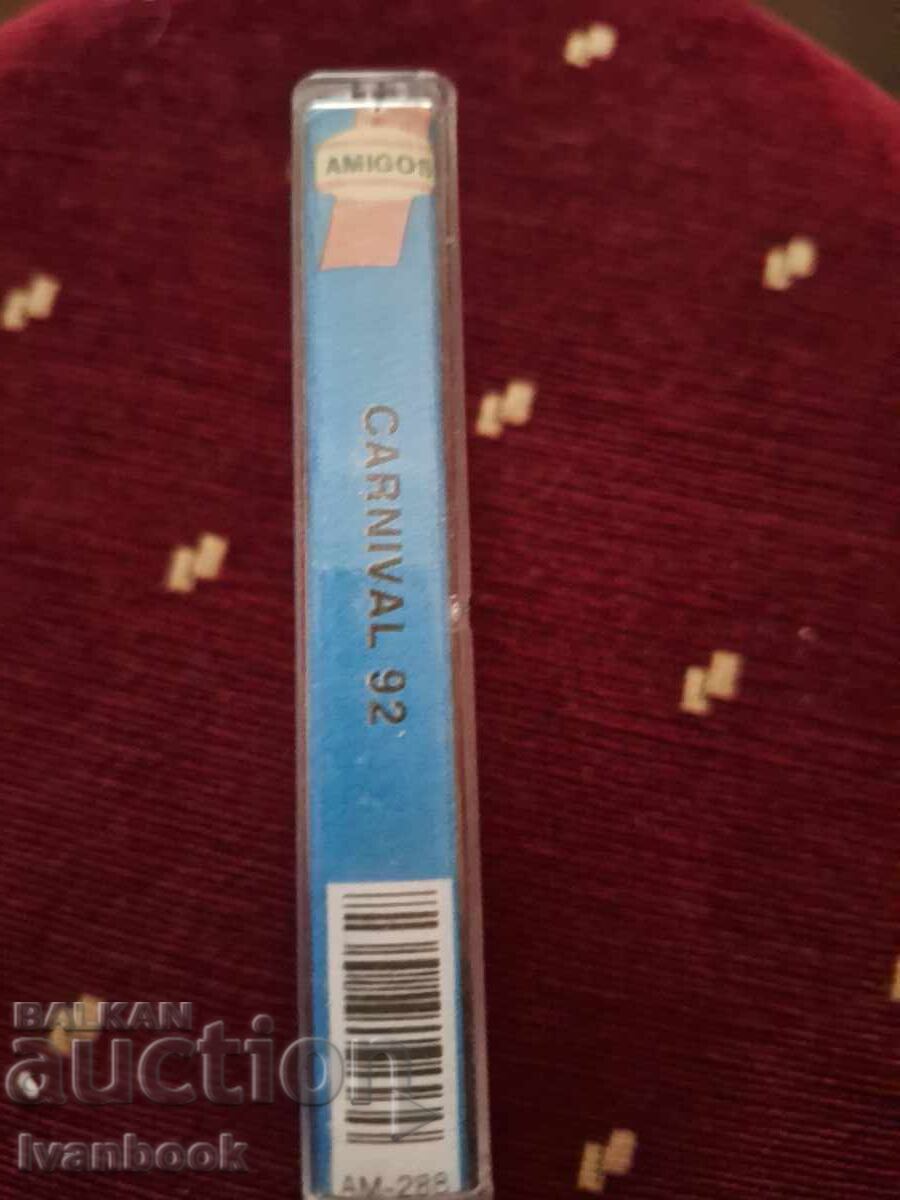 AMIGOS
CARNIVAL 92
AM-288
BALKAN
auction
Ivanbook